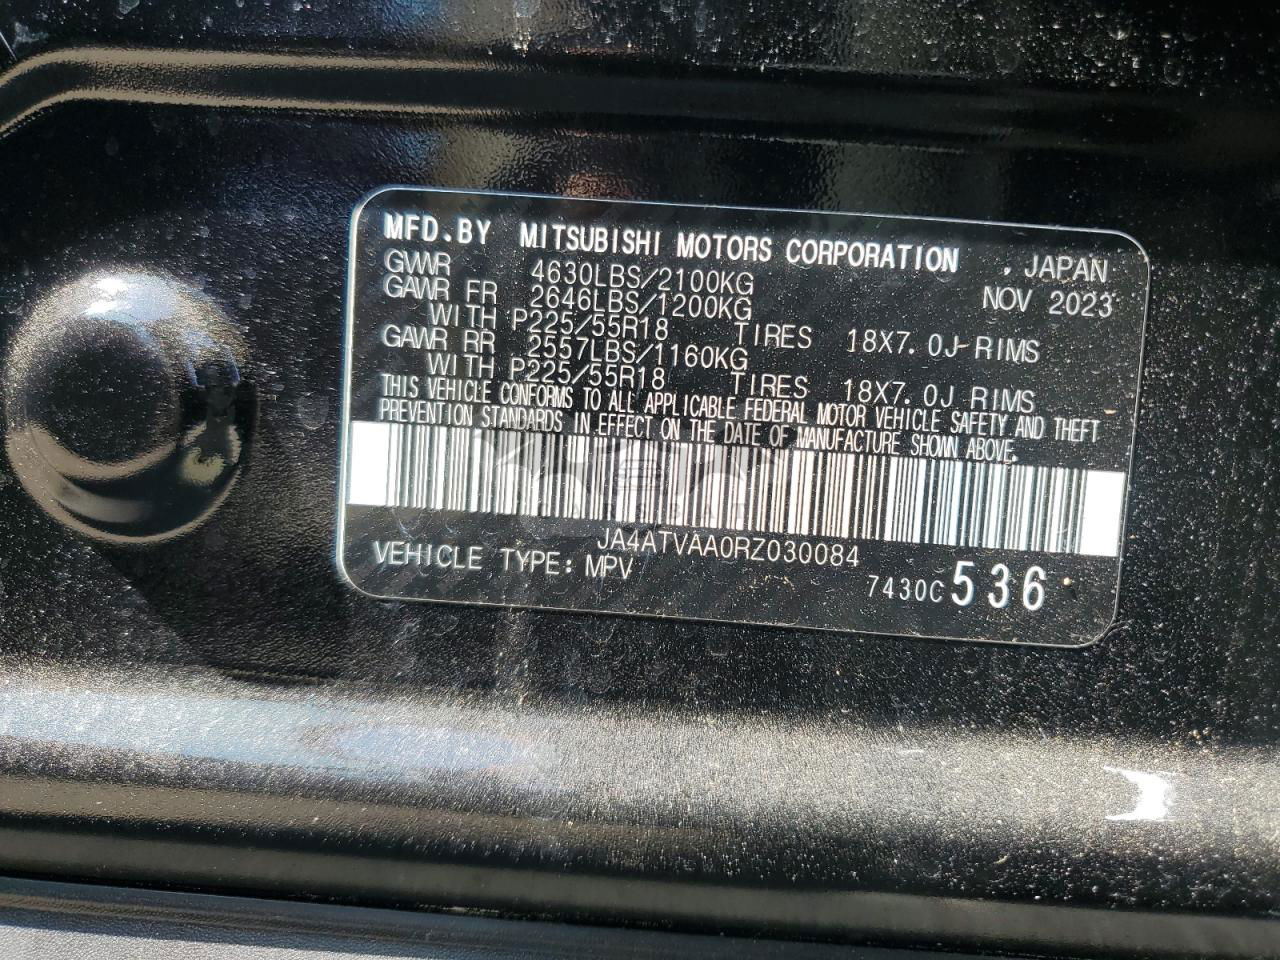 MFD.BY MITSUBISHI MOTORS CORPORATION , JAPAN
GVWR 4630LBS/2100KG NOV 2023
GAWR FR 2646LBS/1200KG
WITH P225/55R18 TIRES 18X7.0J RIMS
GAWR RR 2557LBS/1160KG
WITH P225/55R18 TIRES 18X7.0J RIMS
THIS VEHICLE CONFORMS TO ALL APPLICABLE FEDERAL MOTOR VEHICLE SAFETY AND THEFT
PREVENTION STANDARDS IN EFFECT ON THE DATE OF MANUFACTURE SHOWN ABOVE.
JA4ATVAA0RZ030084
VEHICLE TYPE: MPV
7430C 536